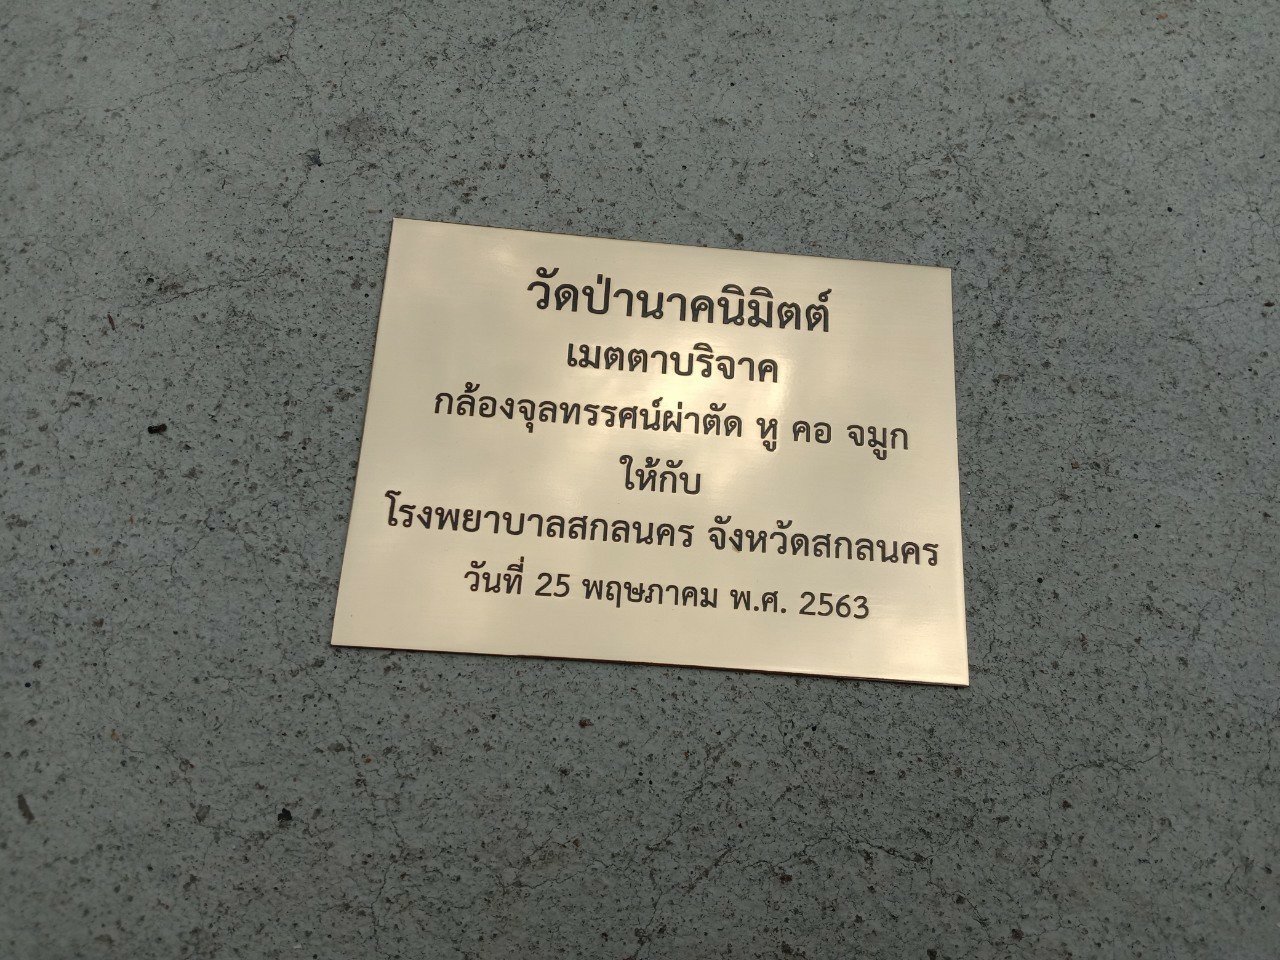 วัดป่านาคนิมิตต์
เมตตาบริจาค
กล้องจุลทรรศน์ผ่าตัด หู คอ จมูก
ให้กับ
โรงพยาบาลสกลนคร จังหวัดสกลนคร
วันที่ 25 พฤษภาคม พ.ศ. 2563